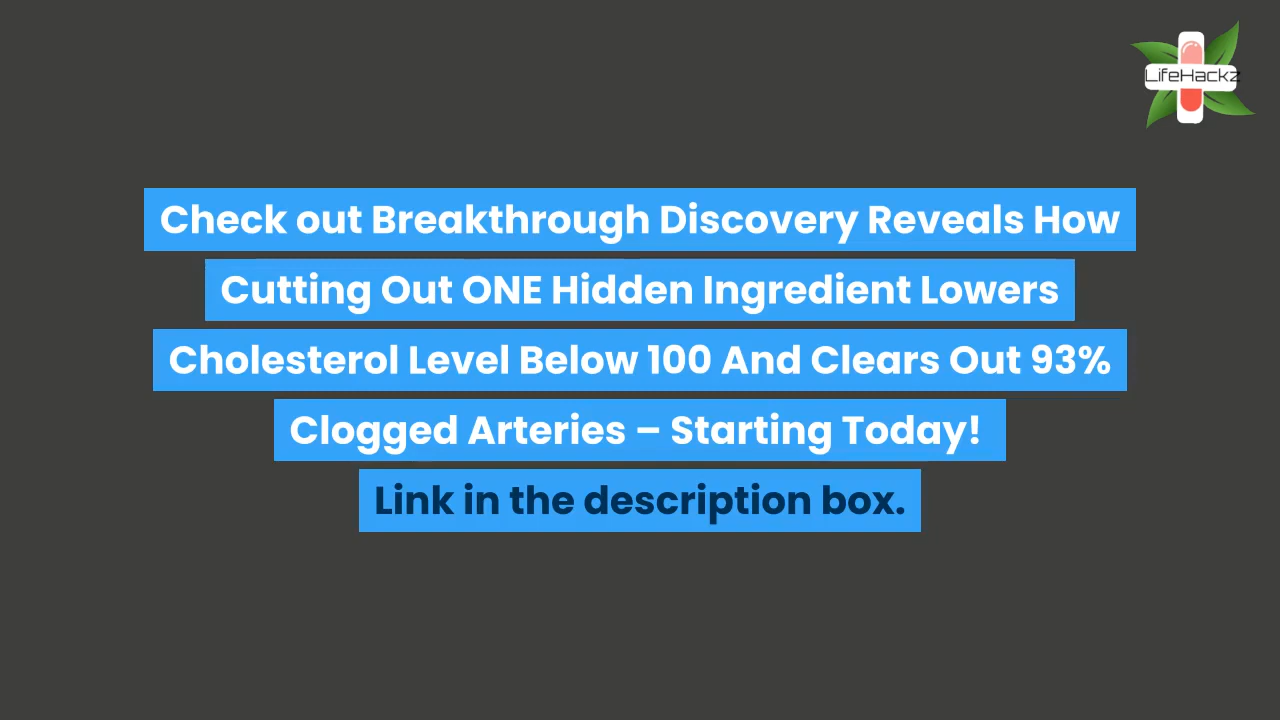 LifeHackz
Check out Breakthrough Discovery Reveals How
Cutting Out ONE Hidden Ingredient Lowers
Cholesterol Level Below 100 And Clears Out 93%
Clogged Arteries – Starting Today!
Link in the description box.